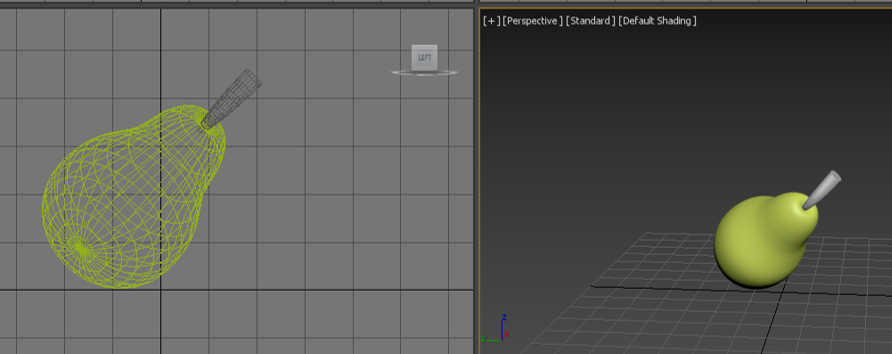 LEFT
[+] [Perspective] [Standard] [Default Shading]
z
x
y